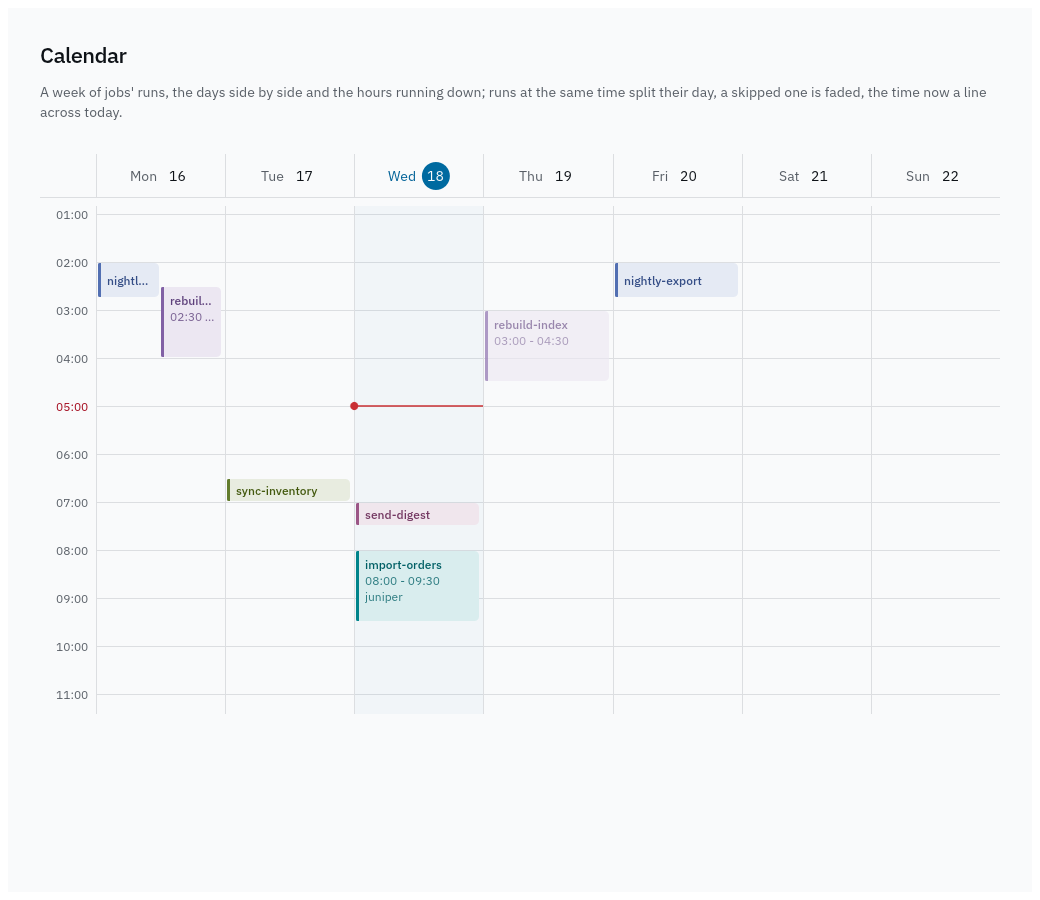 Calendar
A week of jobs' runs, the days side by side and the hours running down; runs at the same time split their day, a skipped one is faded, the time now a line
across today.
Mon 16 Tue 17 Wed 18 Thu 19 Fri 20 Sat 21 Sun 22
01:00
02:00
nightl...
nightly-export
rebuil...
02:30 ...
03:00
rebuild-index
03:00 - 04:30
04:00
05:00
06:00
sync-inventory
07:00
send-digest
08:00
import-orders
08:00 - 09:30
juniper
09:00
10:00
11:00